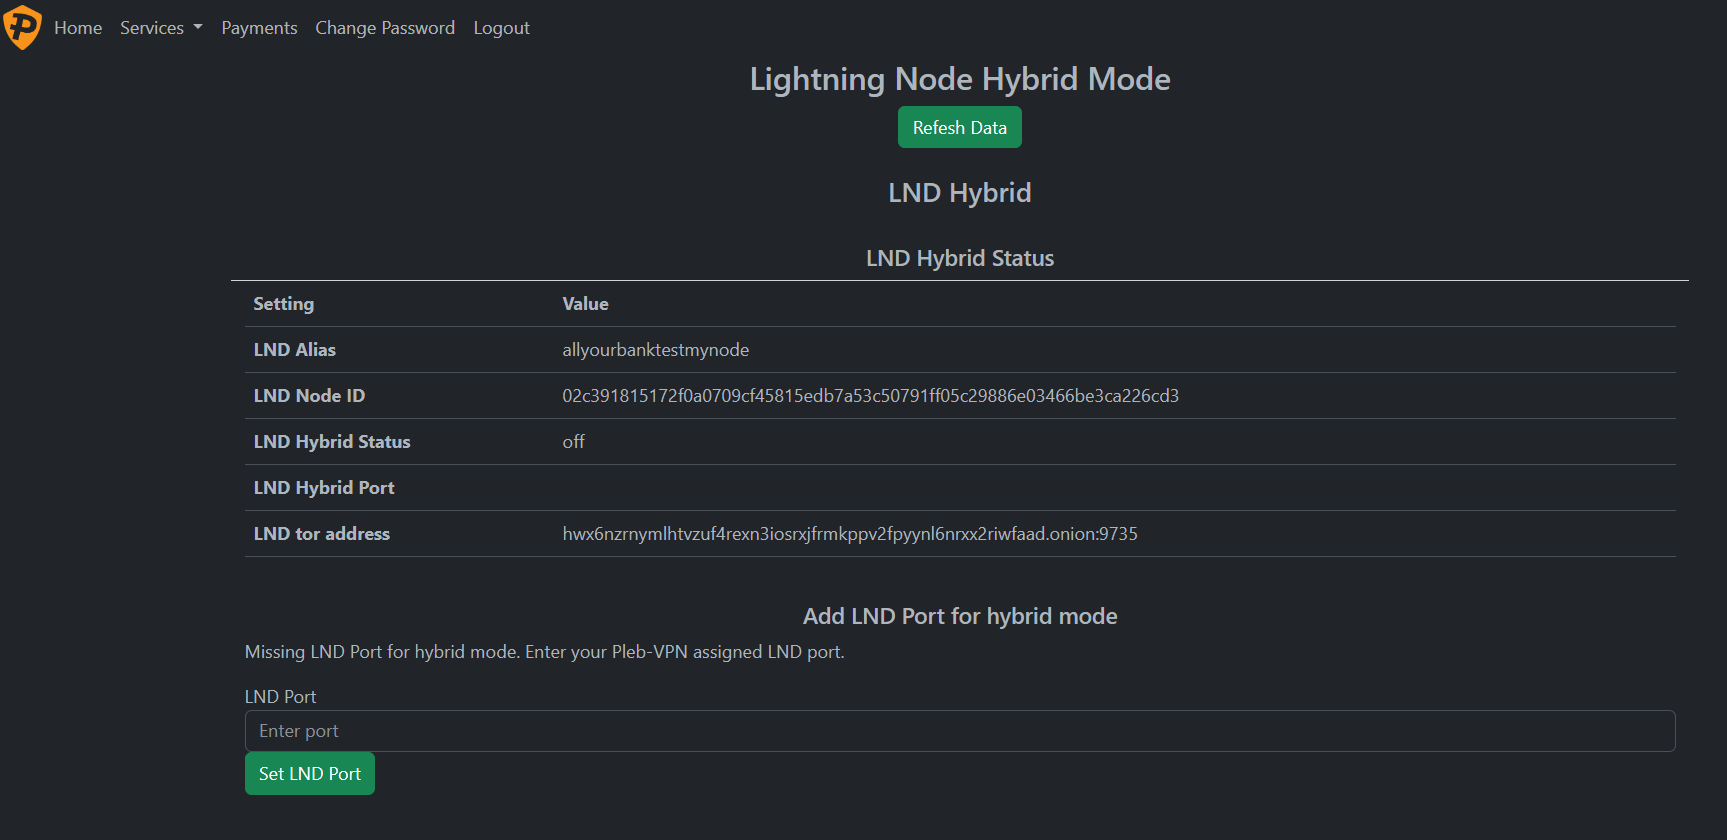 Home Services Payments Change Password Logout
Lightning Node Hybrid Mode
Refesh Data
LND Hybrid
LND Hybrid Status
Setting Value
LND Alias allyourbanktestmynode
LND Node ID 02c391815172f0a0709cf45815edb7a53c50791ff05c29886e03466be3ca226cd3
LND Hybrid Status off
LND Hybrid Port
LND tor address hwx6nzrnymlhtvzuf4rexn3iosrxjfrmkppv2fpyynl6nrxx2riwfaad.onion:9735
Add LND Port for hybrid mode
Missing LND Port for hybrid mode. Enter your Pleb-VPN assigned LND port.
LND Port
Enter port
Set LND Port